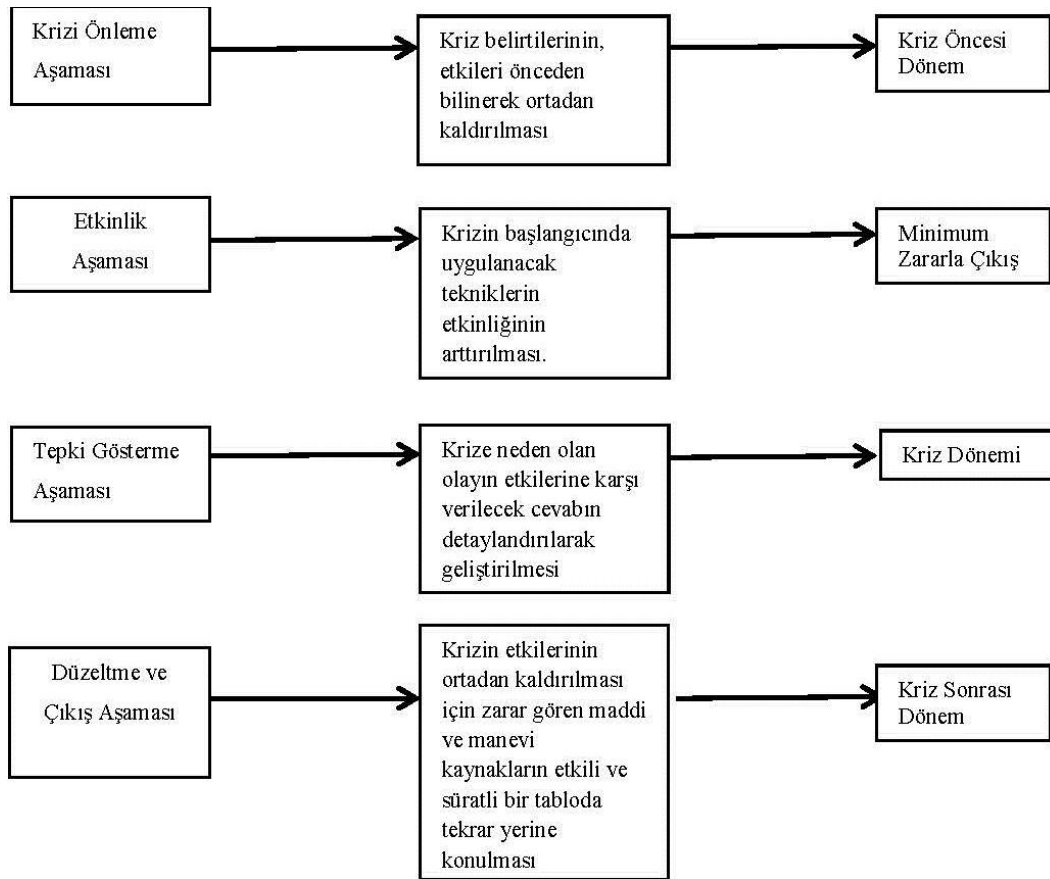 Krizi Önleme
Aşaması
Kriz belirtilerinin,
etkileri önceden
bilinerek ortadan
kaldırılması
Kriz Öncesi
Dönem
Etkinlik
Aşaması
Krizin başlangıcında
uygulanacak
tekniklerin
etkinliğinin
arttırılması.
Minimum
Zararla Çıkış
Tepki Gösterme
Aşaması
Krize neden olan
olayın etkilerine karşı
verilecek cevabın
detaylandırılarak
geliştirilmesi
Kriz Dönemi
Düzeltme ve
Çıkış Aşaması
Krizin etkilerinin
ortadan kaldırılması
için zarar gören maddi
ve manevi
kaynakların etkili ve
süratli bir tabloda
tekrar yerine
konulması
Kriz Sonrası
Dönem